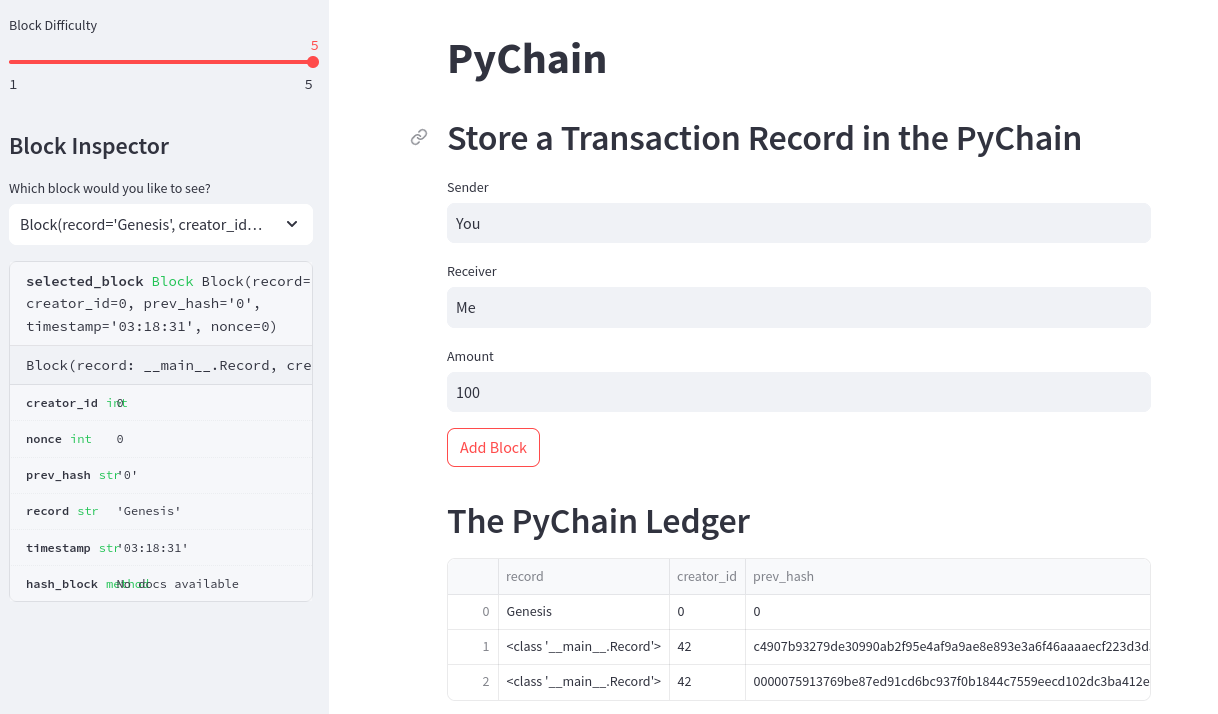 Block Difficulty
5
1 5
Block Inspector
Which block would you like to see?
Block(record='Genesis', creator_id…
selected_block Block Block(record=
creator_id=0, prev_hash='0',
timestamp='03:18:31', nonce=0)
Block(record: __main__.Record, cre
creator_id int 0
nonce int 0
prev_hash str '0'
record str 'Genesis'
timestamp str '03:18:31'
hash_block method No docs available
PyChain
Store a Transaction Record in the PyChain
Sender
You
Receiver
Me
Amount
100
Add Block
The PyChain Ledger
record creator_id prev_hash
0 Genesis 0 0
1 <class '__main__.Record'> 42 c4907b93279de30990ab2f95e4af9a9ae8e893e3a6f46aaaaecf223d3d
2 <class '__main__.Record'> 42 0000075913769be87ed91cd6bc937f0b1844c7559eecd102dc3ba412e